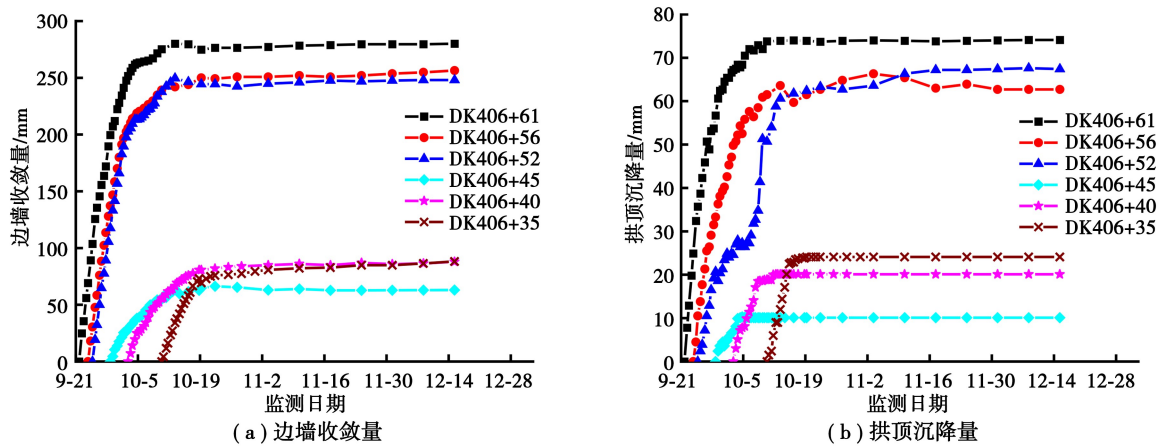 300
250
200
150
100
50
0
边墙收敛量/mm
DK406+61
DK406+56
DK406+52
DK406+45
DK406+40
DK406+35
9-21 10-5 10-19 11-2 11-16 11-30 12-14 12-28
监测日期
(a)边墙收敛量
80
70
60
50
40
30
20
10
0
拱顶沉降量/mm
DK406+61
DK406+56
DK406+52
DK406+45
DK406+40
DK406+35
9-21 10-5 10-19 11-2 11-16 11-30 12-14 12-28
监测日期
(b)拱顶沉降量